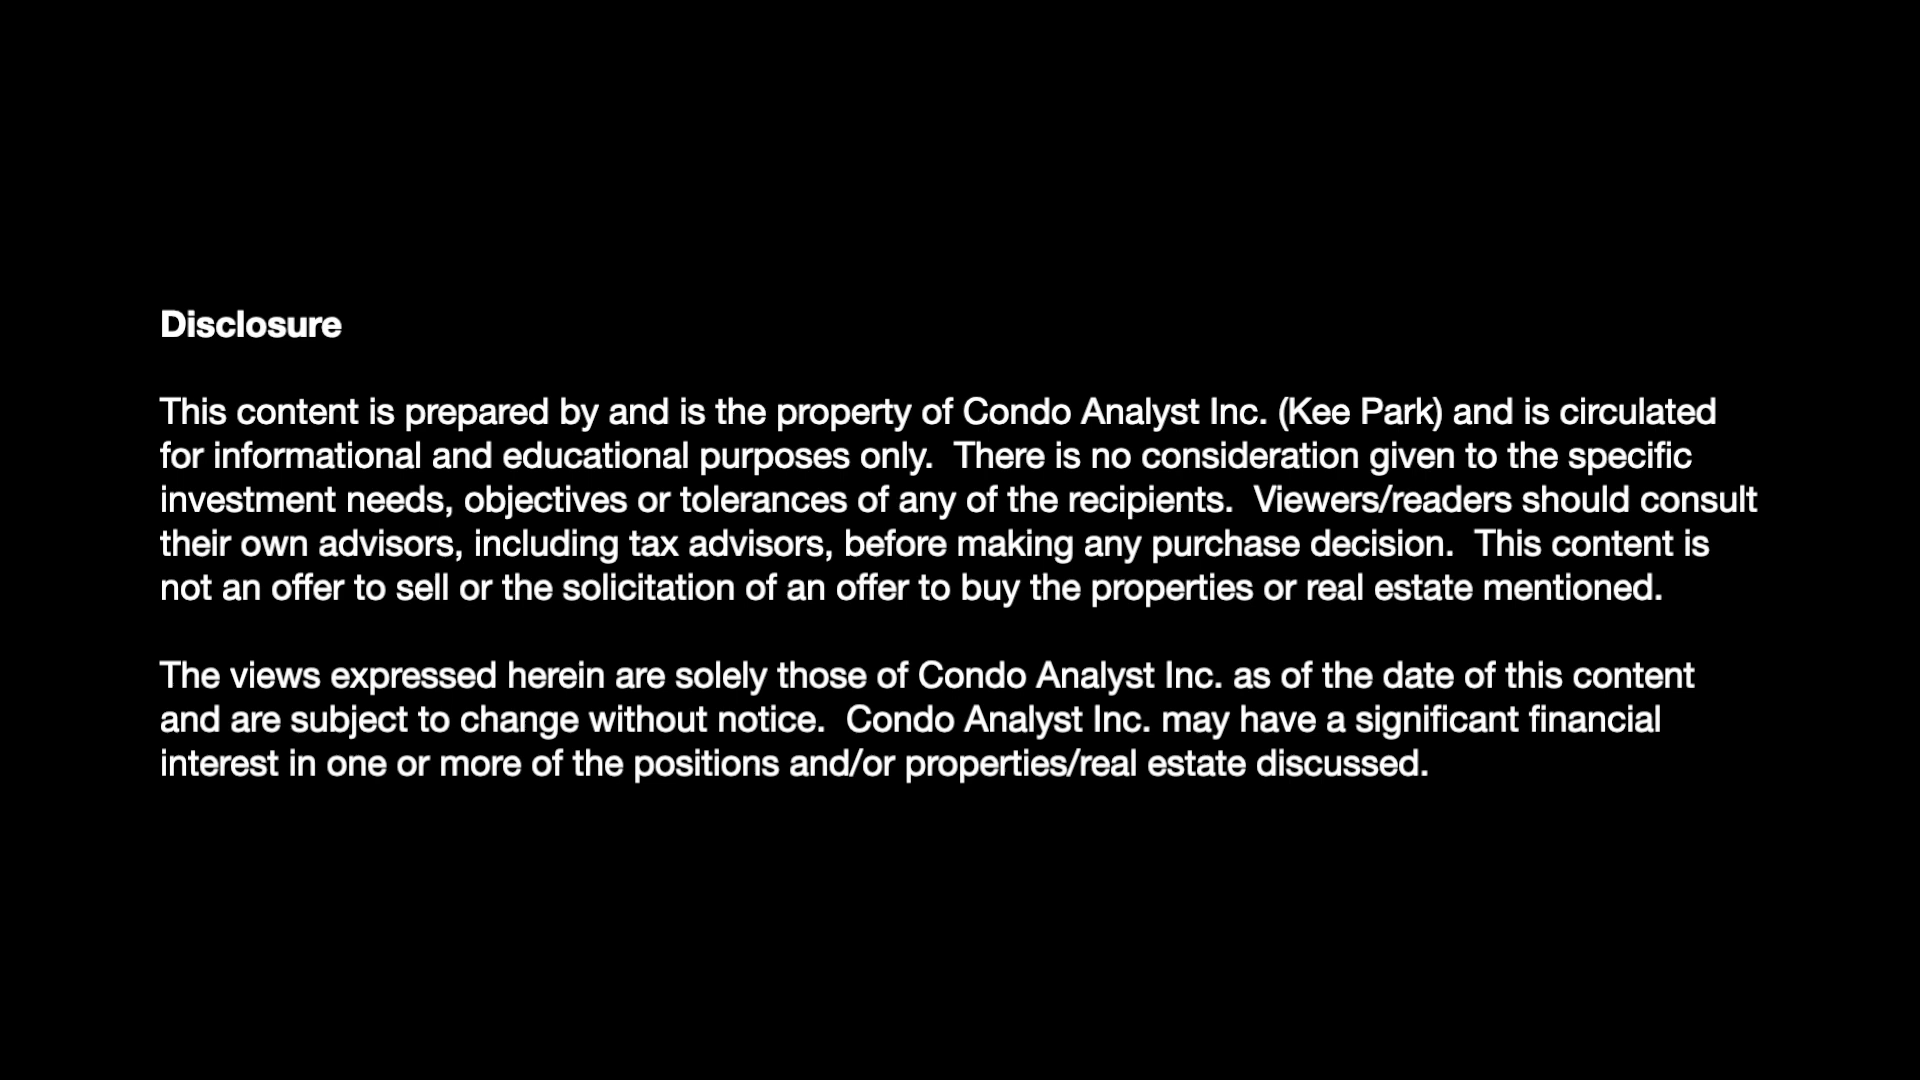 Disclosure
This content is prepared by and is the property of Condo Analyst Inc. (Kee Park) and is circulated
for informational and educational purposes only.  There is no consideration given to the specific
investment needs, objectives or tolerances of any of the recipients.  Viewers/readers should consult
their own advisors, including tax advisors, before making any purchase decision.  This content is
not an offer to sell or the solicitation of an offer to buy the properties or real estate mentioned.
The views expressed herein are solely those of Condo Analyst Inc. as of the date of this content
and are subject to change without notice.  Condo Analyst Inc. may have a significant financial
interest in one or more of the positions and/or properties/real estate discussed.